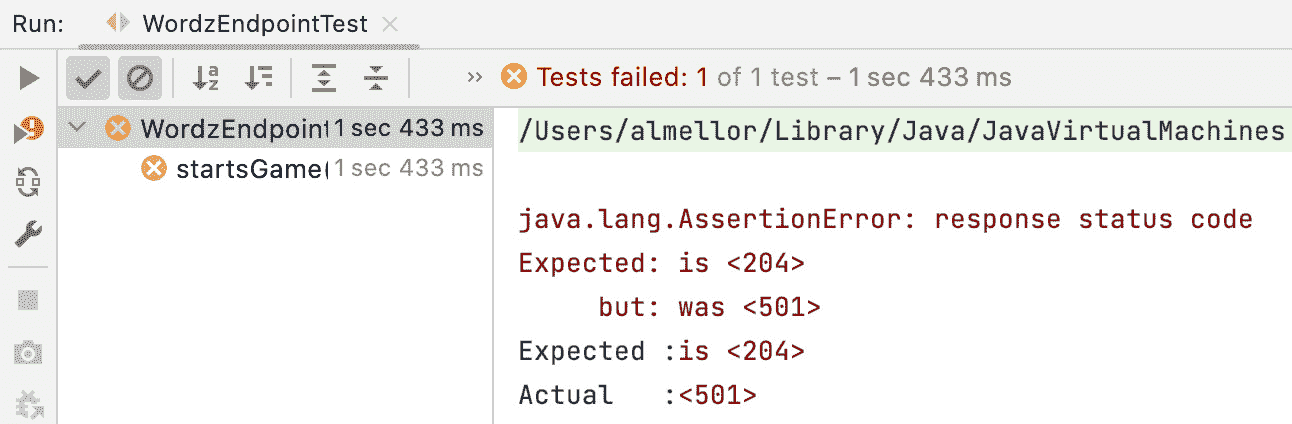 Run: WordzEndpointTest
Tests failed: 1 of 1 test – 1 sec 433 ms
WordzEndpoint 1 sec 433 ms
startsGame( 1 sec 433 ms
/Users/almellor/Library/Java/JavaVirtualMachines
java.lang.AssertionError: response status code
Expected: is <204>
but: was <501>
Expected :is <204>
Actual :<501>